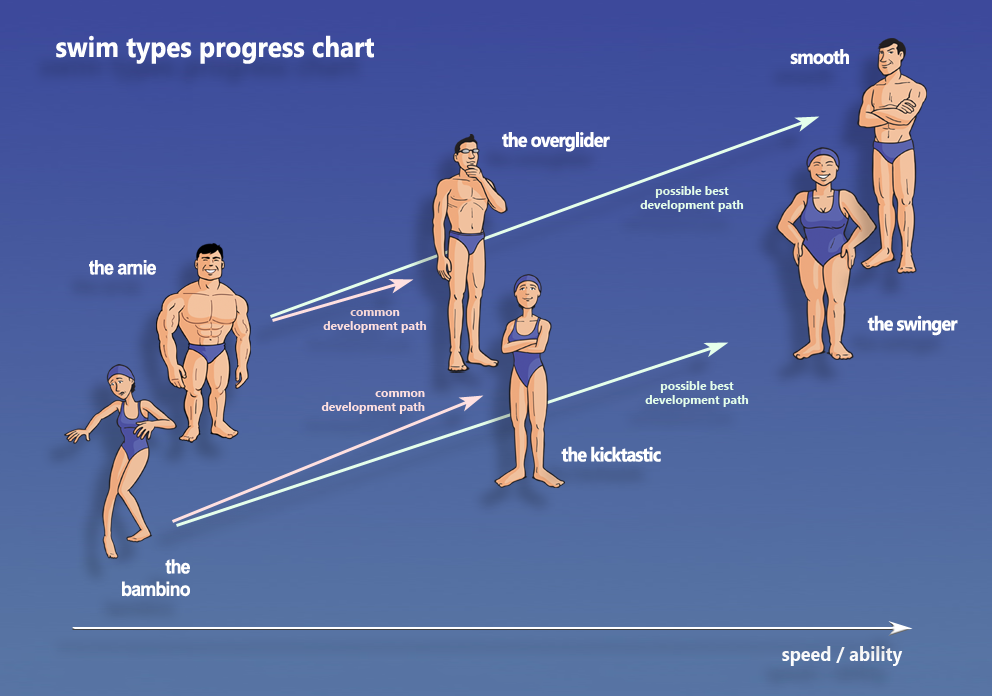 swim types progress chart
smooth
the overglider
possible best
development path
the arnie
common
development path
the swinger
possible best
development path
common
development path
the kicktastic
the
bambino
speed / ability